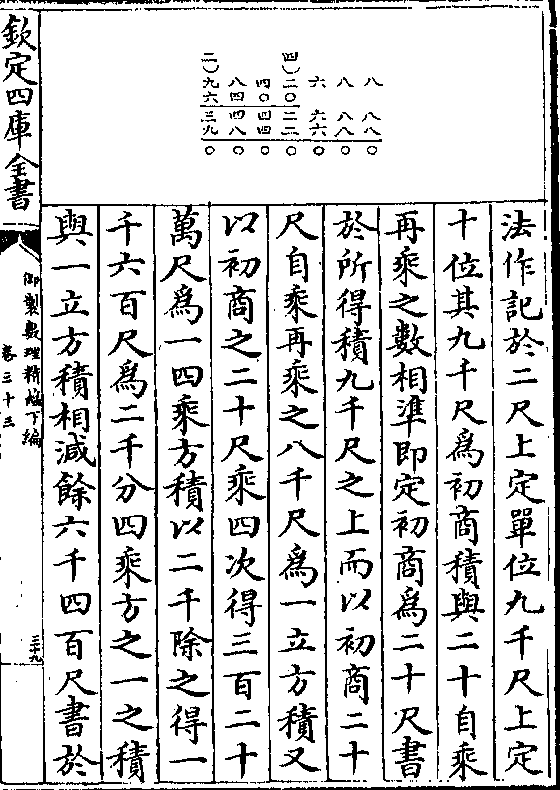 八八八〇
八八八〇
六六六〇
四)二〇二二〇
四〇四四〇
八四四八〇
二)九六三九〇
法作記於二尺上定單位九千尺上定
十位其九千尺爲初商積與二十自乘
再乘之數相準即定初商爲二十尺書
於所得積九千尺之上而以初商二十
尺自乘再乘之八千尺爲一立方積又
以初商之二十尺乘四次得三百二十
萬尺爲一四乘方積以二千除之得一
千六百尺爲二千分四乘方之一之積
與一立方積相減餘六千四百尺書於
欽定四庫全書
御製數理精藴下編
卷三十三
三十九